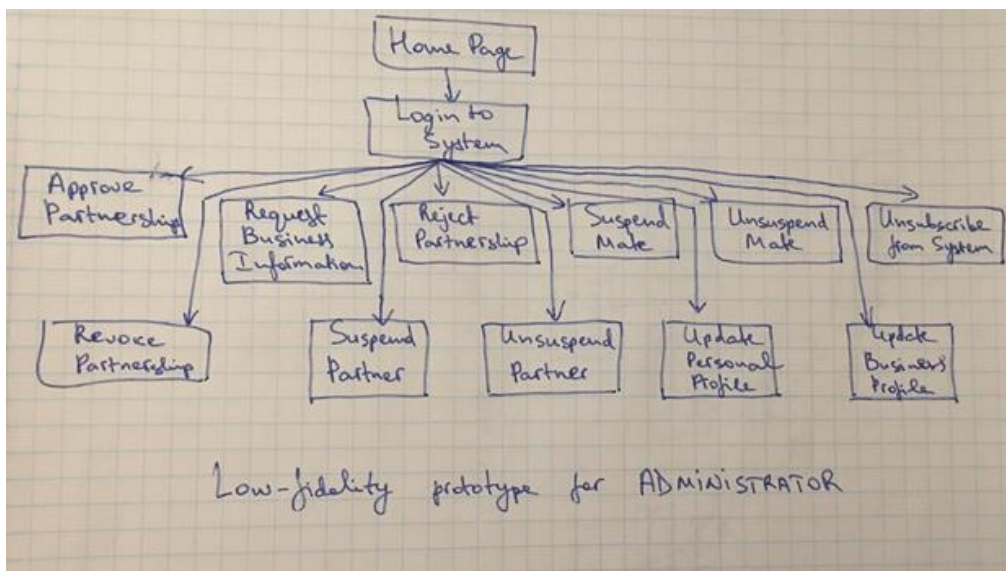 Home Page
Login to
System
Approve
Partnership
Request
Business
Information
Reject
Partnership
Suspend
Mate
Unsuspend
Mate
Unsubscribe
from System
Revoke
Partnership
Suspend
Partner
Unsuspend
Partner
Update
Personal
Profile
Update
Business
Profile
Low-fidelity prototype for ADMINISTRATOR